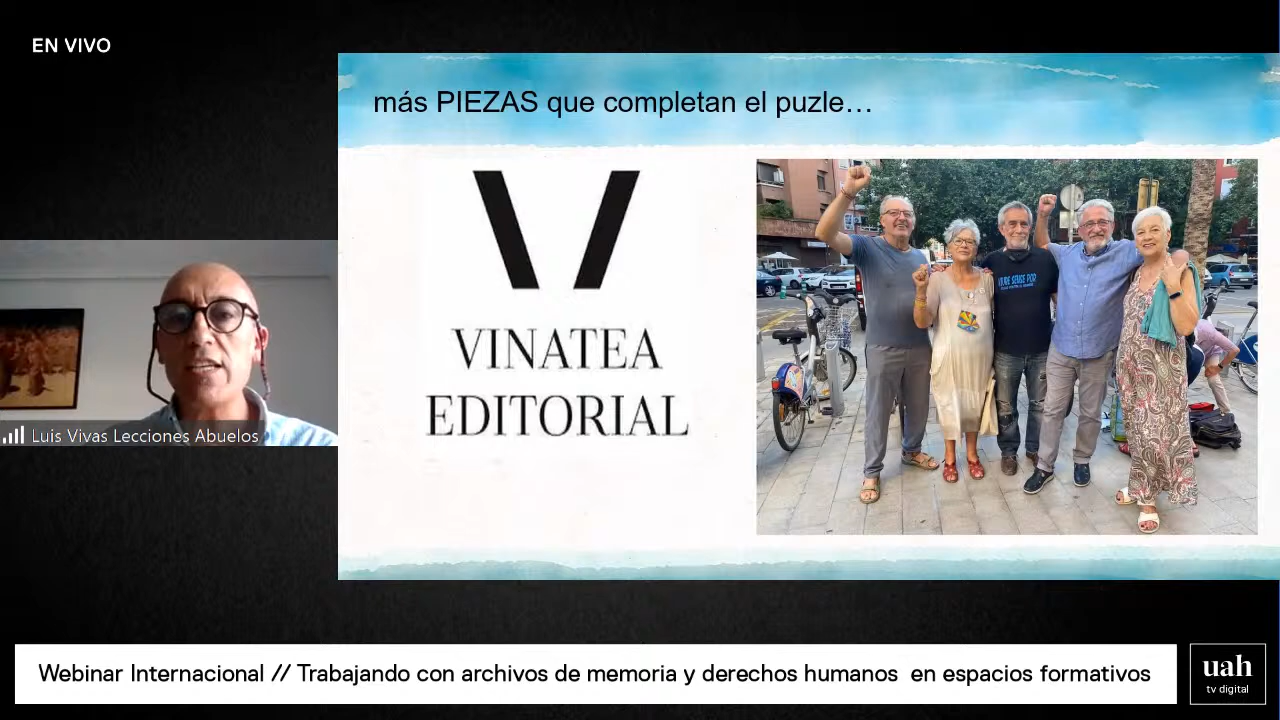 EN VIVO
más PIEZAS que completan el puzle…
VINATEA
EDITORIAL
Luis Vivas Lecciones Abuelos
Webinar Internacional // Trabajando con archivos de memoria y derechos humanos en espacios formativos
uah
tv digital